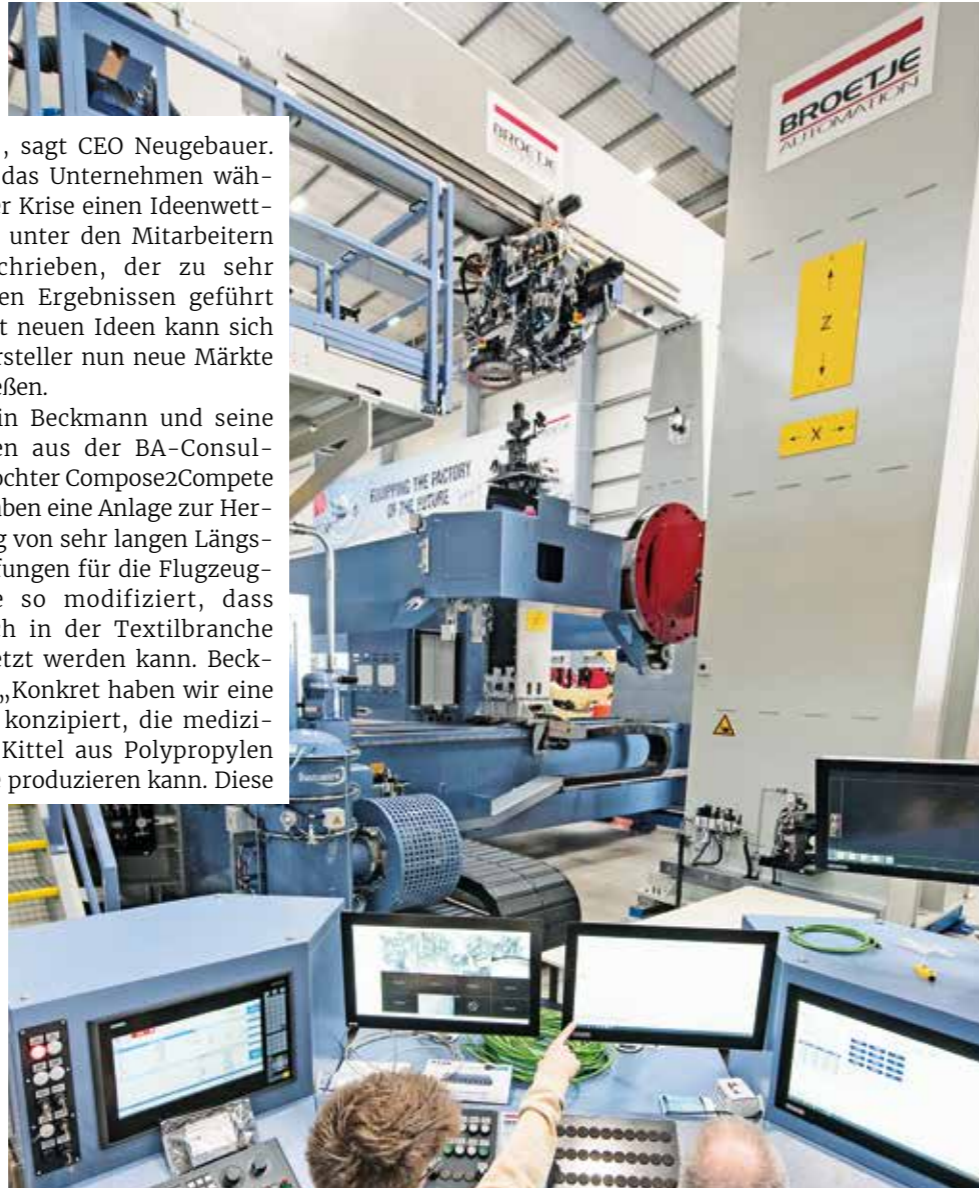 , sagt CEO Neugebauer.
das Unternehmen wäh-
er Krise einen Ideenwett-
unter den Mitarbeitern
schrieben, der zu sehr
en Ergebnissen geführt
t neuen Ideen kann sich
rsteller nun neue Märkte
eßen.
in Beckmann und seine
en aus der BA-Consul-
ochter Compose2Compete
aben eine Anlage zur Her-
g von sehr langen Längs-
fungen für die Flugzeug-
e so modifiziert, dass
ch in der Textilbranche
etzt werden kann. Beck-
„Konkret haben wir eine
konzipiert, die medizi-
Kittel aus Polypropylen
e produzieren kann. Diese
BROETJE
AUTOMATION
BROETJE
Z
X
EQUIPPING THE FACTORY
OF THE FUTURE